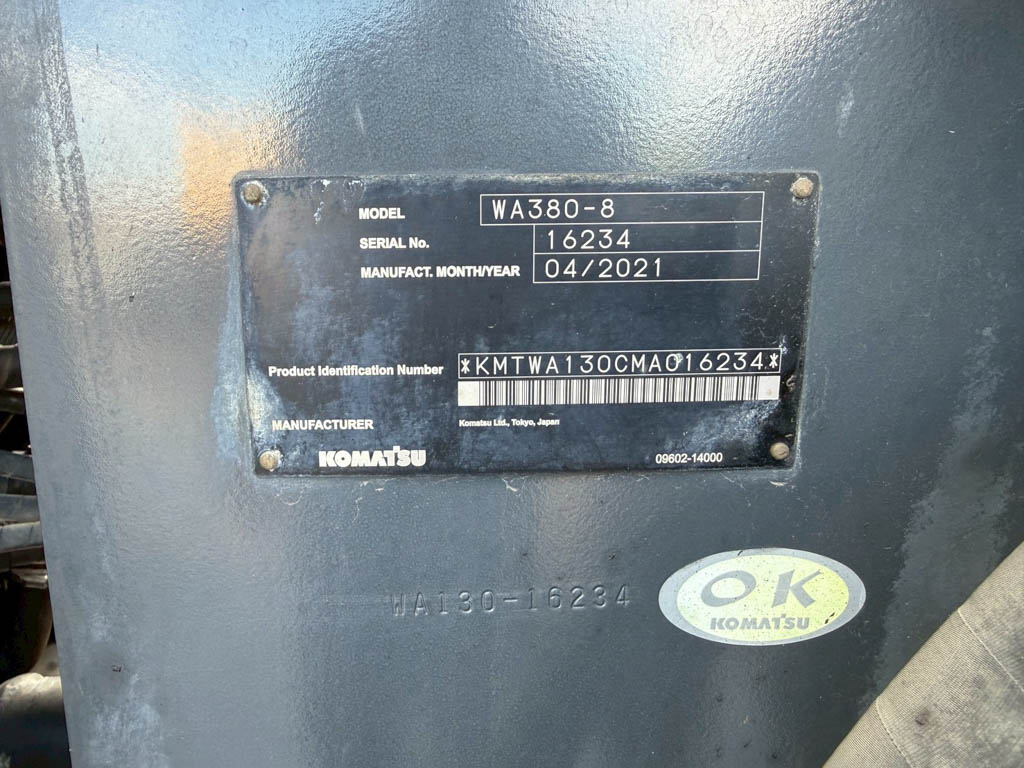 MODEL WA380-8
SERIAL No. 16234
MANUFACT. MONTH/YEAR 04/2021
Product Identification Number *KMTWA130CMA016234*
MANUFACTURER Komatsu Ltd., Tokyo, Japan
KOMATSU 09602-14000
WA130-16234
OK
KOMATSU